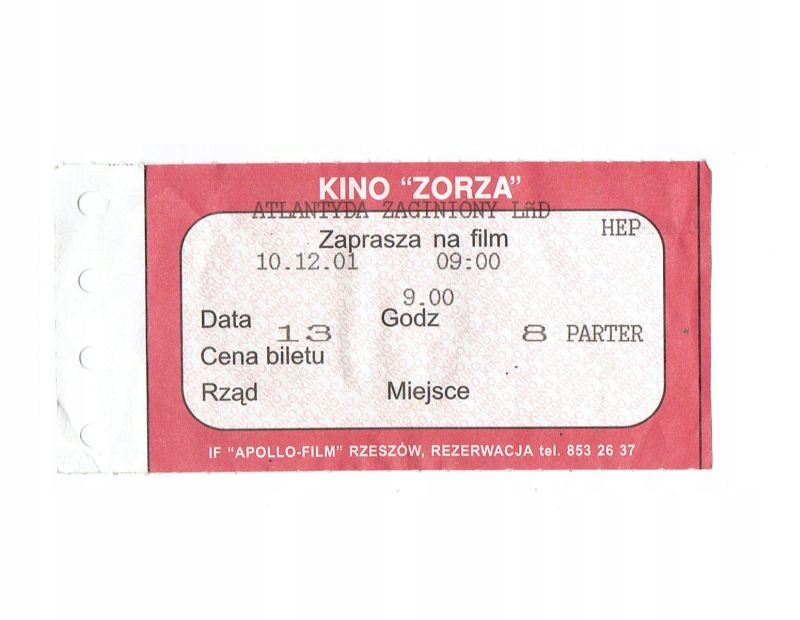 KINO “ZORZA”
ATLANTYDA ZAGINIONY LąD
HEP
Zaprasza na film
10.12.01 09:00
9.00
Data Godz
13 8 PARTER
Cena biletu
Rząd Miejsce
IF “APOLLO-FILM” RZESZÓW, REZERWACJA tel. 853 26 37